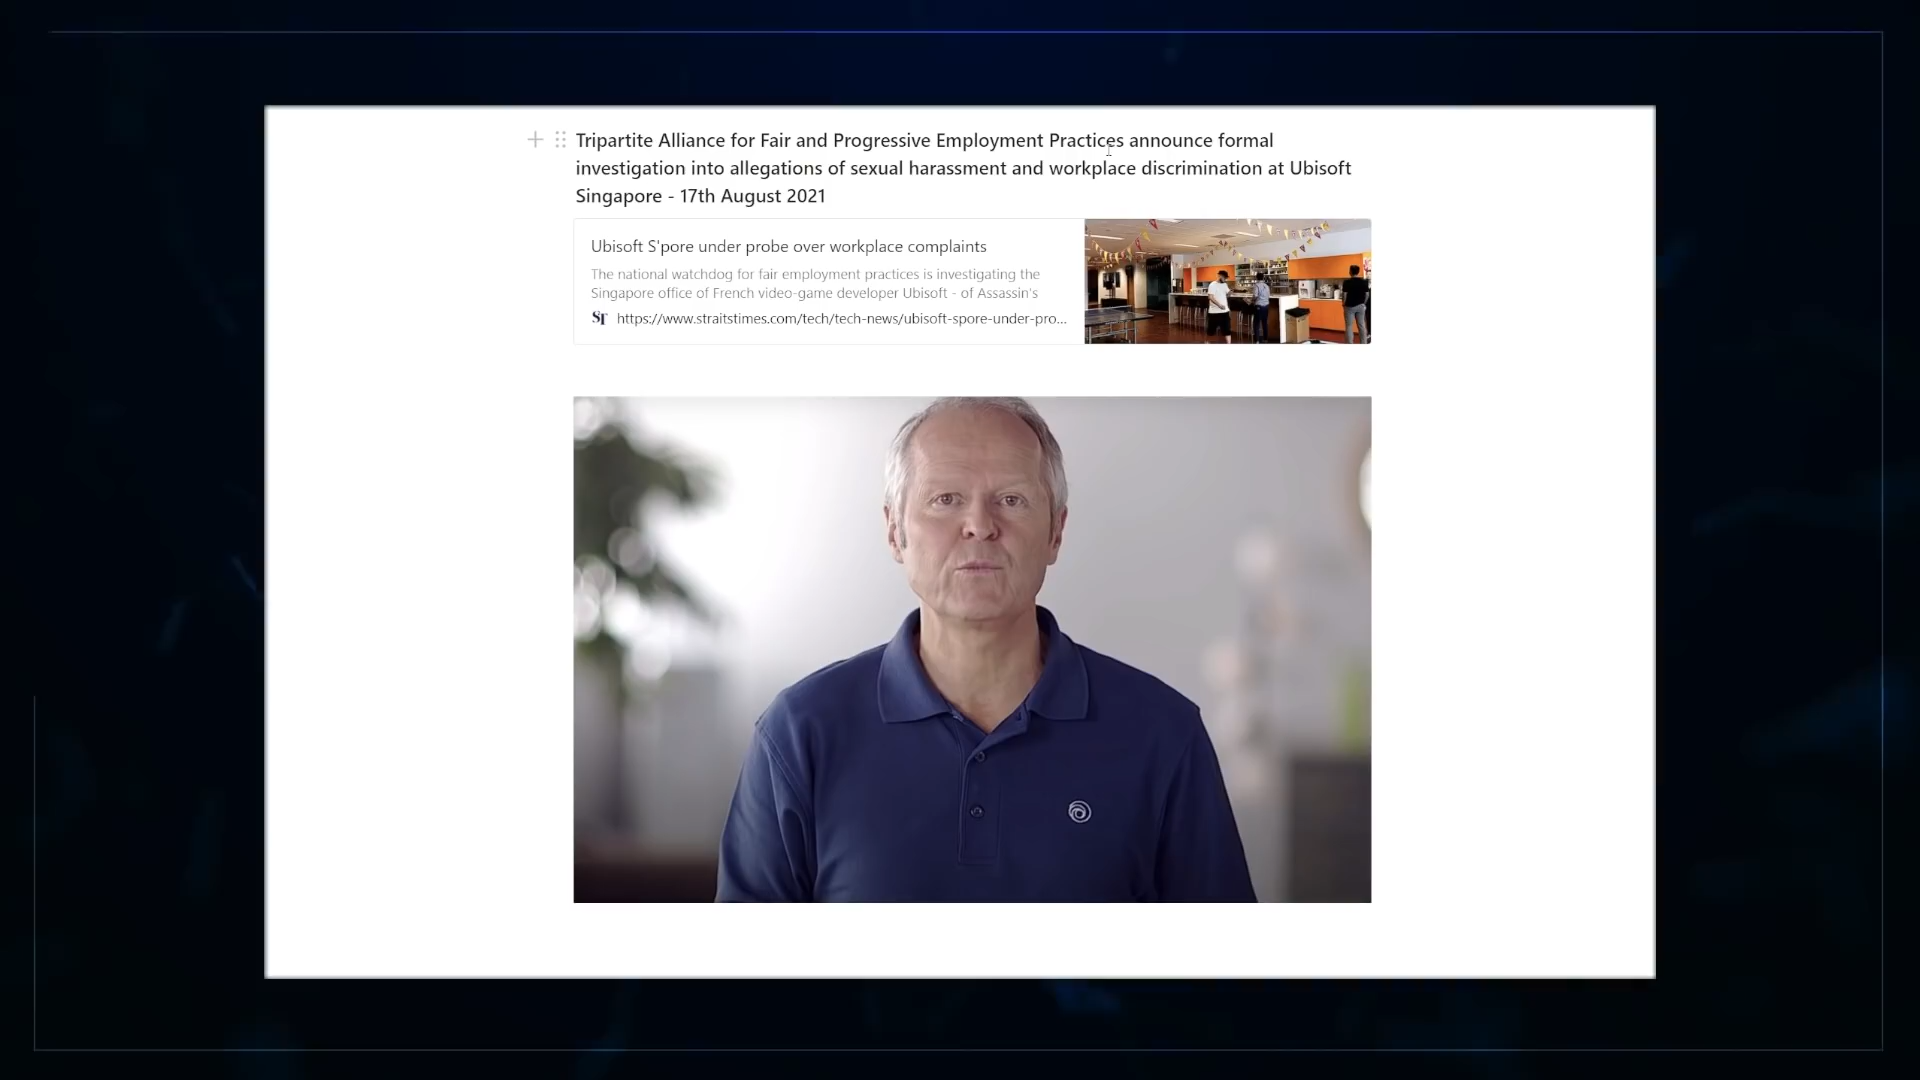 Tripartite Alliance for Fair and Progressive Employment Practices announce formal
investigation into allegations of sexual harassment and workplace discrimination at Ubisoft
Singapore - 17th August 2021
Ubisoft S'pore under probe over workplace complaints
The national watchdog for fair employment practices is investigating the
Singapore office of French video-game developer Ubisoft - of Assassin's
ST https://www.straitstimes.com/tech/tech-news/ubisoft-spore-under-pro...